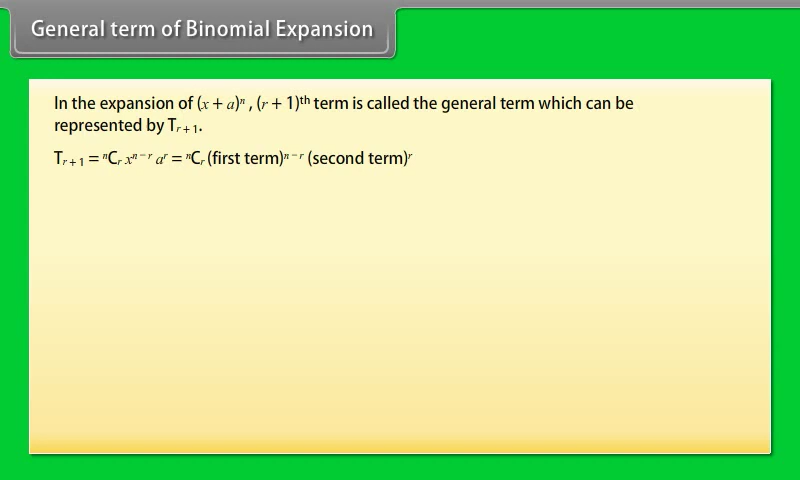 General term of Binomial Expansion
In the expansion of (x + a)ⁿ , (r + 1)ᵗʰ term is called the general term which can be
represented by Tᵣ ₊ ₁.
Tᵣ ₊ ₁ = ⁿCᵣ xⁿ ⁻ ʳ aʳ = ⁿCᵣ (first term)ⁿ ⁻ ʳ (second term)ʳ